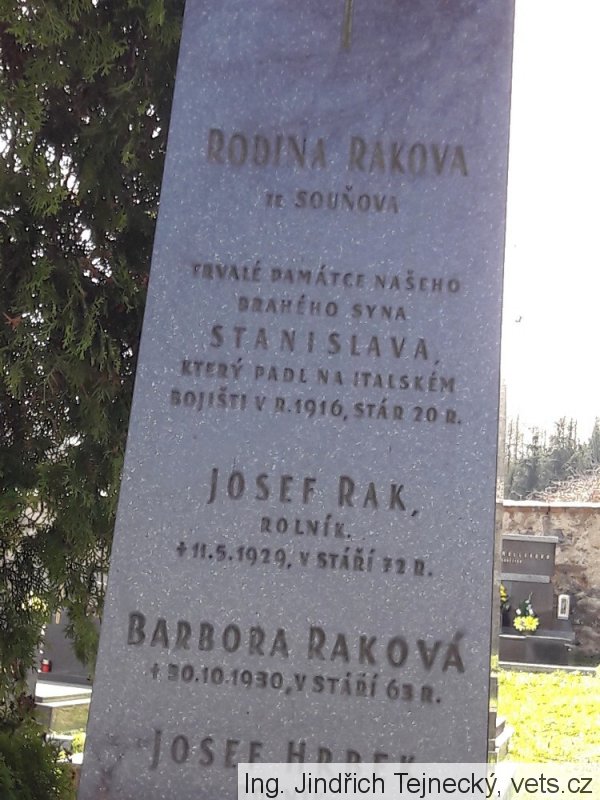 RODINA RAKOVA
ZE SOUŇOVA
TRVALÉ PAMÁTCE NAŠEHO
DRAHÉHO SYNA
STANISLAVA,
KTERÝ PADL NA ITALSKÉM
BOJIŠTI V R. 1916, STÁR 20 R.
JOSEF RAK,
ROLNÍK.
+ 11.5.1929, V STÁŘÍ 72 R.
BARBORA RAKOVÁ
+ 30.10.1930, V STÁŘÍ 63 R.
JOSEF
Ing. Jindřich Tejnecký, vets.cz